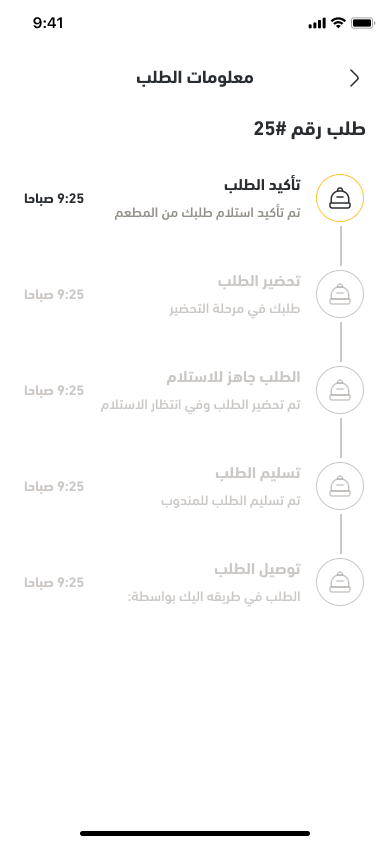 9:41
معلومات الطلب
طلب رقم #25
تأكيد الطلب
تم تأكيد استلام طلبك من المطعم
9:25 صباحا
تحضير الطلب
طلبك في مرحلة التحضير
9:25 صباحا
الطلب جاهز للاستلام
تم تحضير الطلب وفي انتظار الاستلام
9:25 صباحا
تسليم الطلب
تم تسليم الطلب للمندوب
9:25 صباحا
توصيل الطلب
الطلب في طريقه اليك بواسطة:
9:25 صباحا